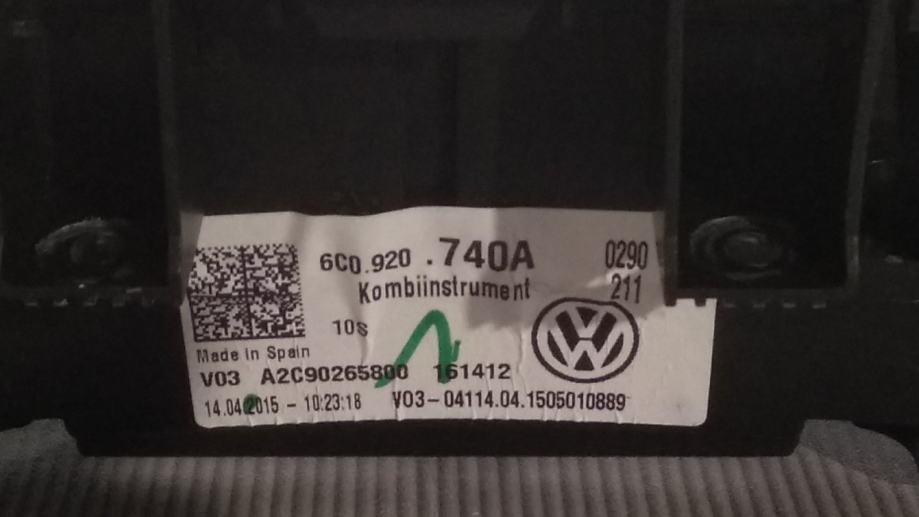 6C0.920 .740A 0290
Kombiinstrument 211
10s
Made in Spain
V03 A2C90265800 161412
14.04.2015 - 10:23:18 V03-04114.04.1505010889